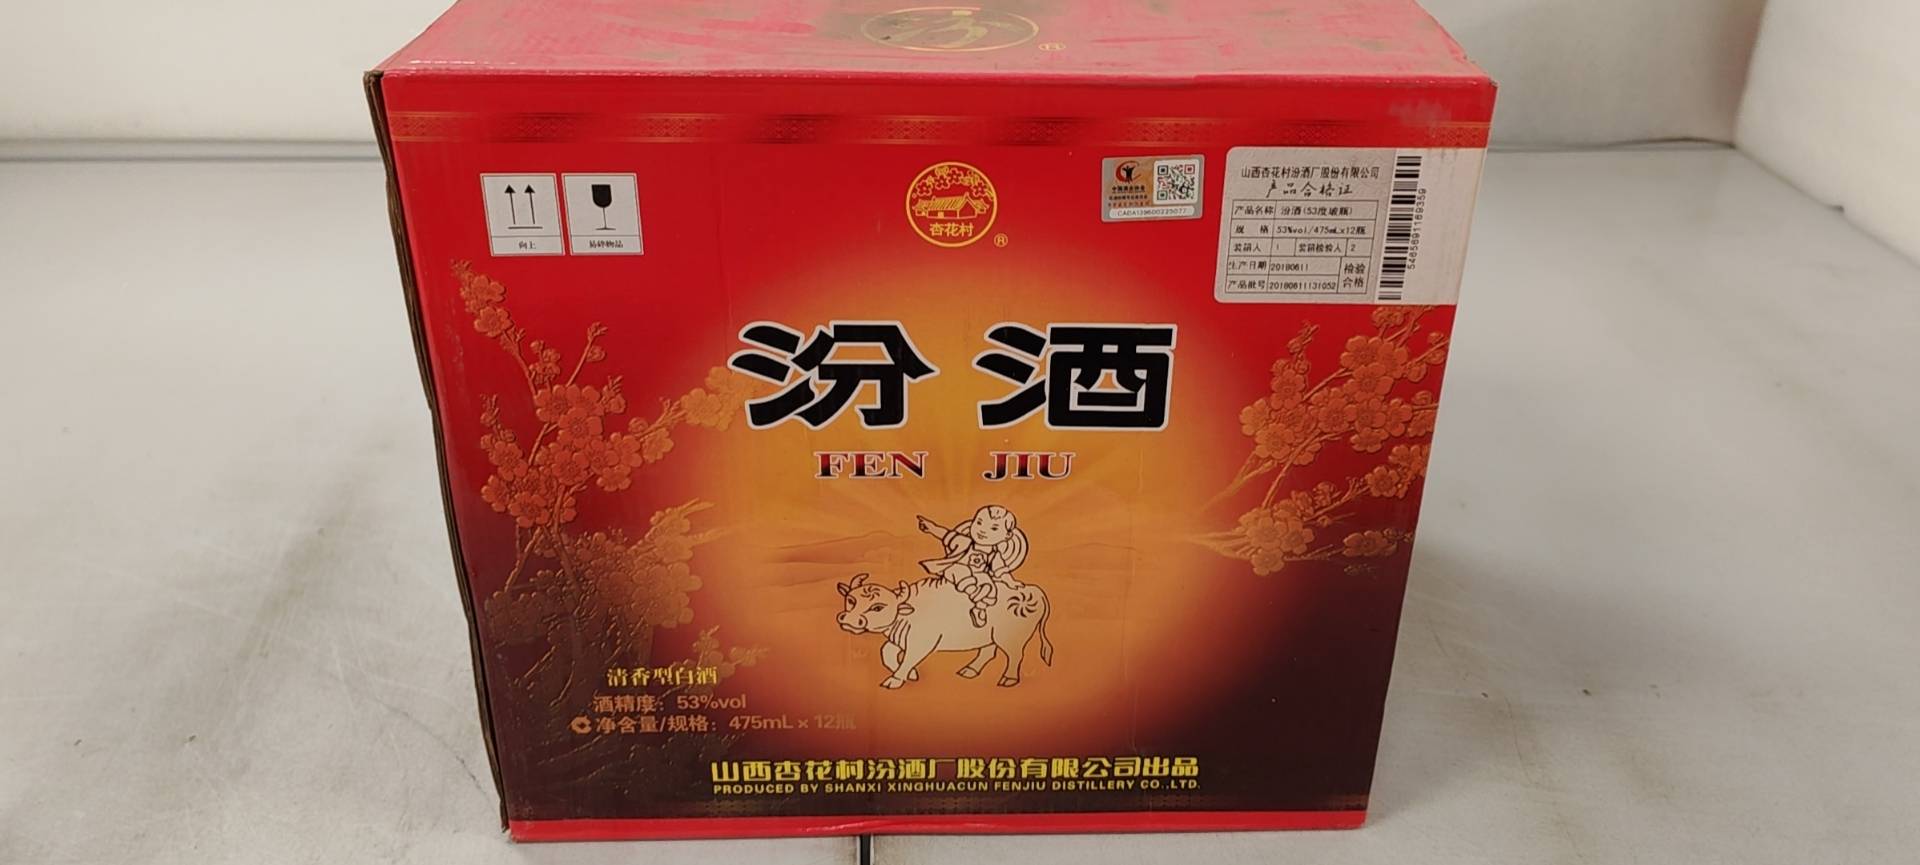 汾
®
向上
易碎物品
杏花村
®
CADA139600225077
山西杏花村汾酒厂股份有限公司
产品合格证
产品名称 汾酒(53度玻瓶)
规 格 53%vol/475mL×12瓶
装箱人 1 装箱检验人 2
生产日期 20180611 检验
产品批号 20180611131052 合格
汾酒
FEN JIU
清香型白酒
酒精度：53%vol
净含量/规格：475mL×12瓶
山西杏花村汾酒厂股份有限公司出品
PRODUCED BY SHANXI XINGHUACUN FENJIU DISTILLERY CO.,LTD.